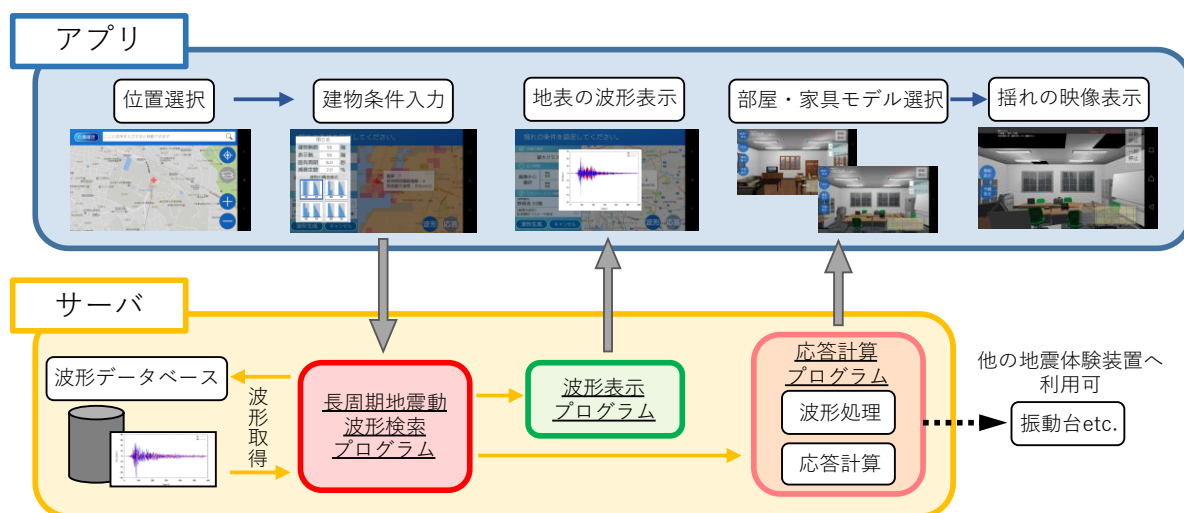 アプリ
位置選択
建物条件入力
地表の波形表示
部屋・家具モデル選択
揺れの映像表示
サーバ
波形データベース
波形取得
長周期地震動
波形検索
プログラム
波形表示
プログラム
応答計算
プログラム
波形処理
応答計算
他の地震体験装置へ
利用可
振動台etc.